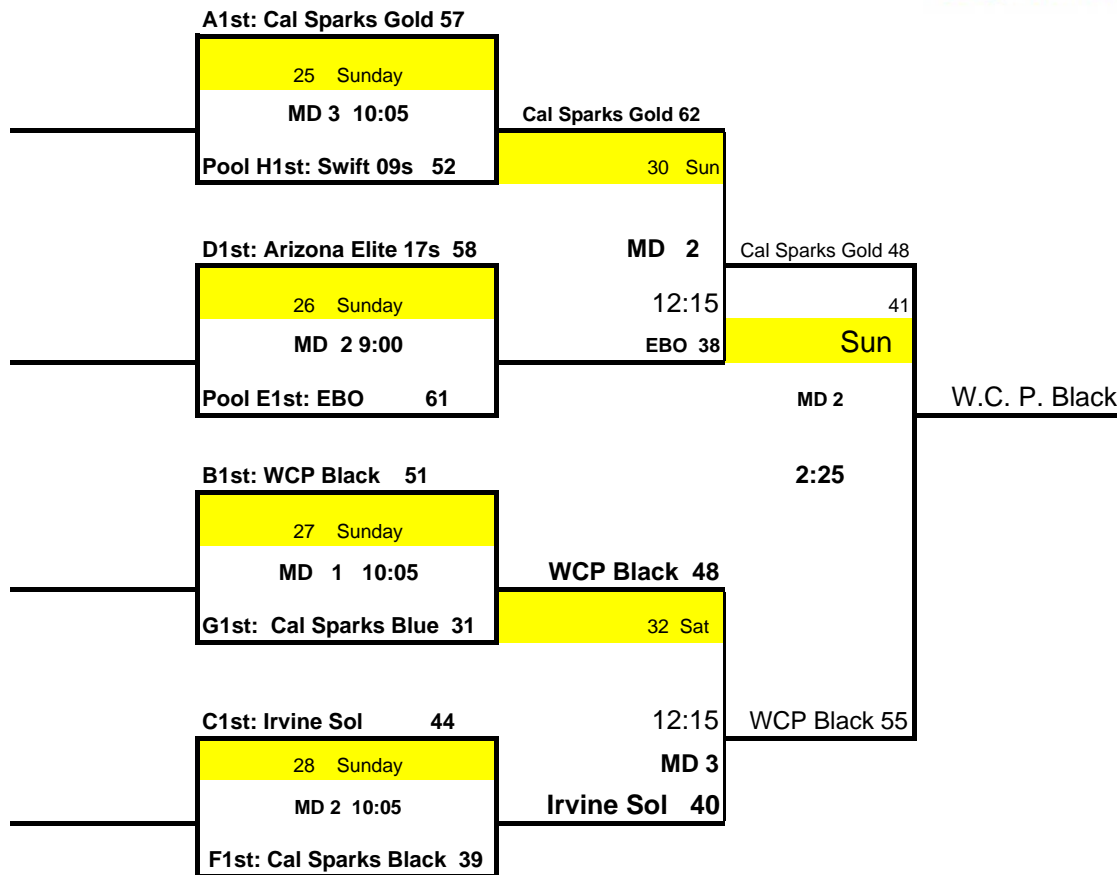 A1st: Cal Sparks Gold 57
25 Sunday
MD 3 10:05
Cal Sparks Gold 62
Pool H1st: Swift 09s 52
30 Sun
D1st: Arizona Elite 17s 58
MD 2
Cal Sparks Gold 48
26 Sunday
12:15
41
MD 2 9:00
EBO 38
Sun
Pool E1st: EBO 61
MD 2
W.C. P. Black
B1st: WCP Black 51
2:25
27 Sunday
MD 1 10:05
WCP Black 48
G1st: Cal Sparks Blue 31
32 Sat
C1st: Irvine Sol 44
12:15
WCP Black 55
28 Sunday
MD 3
MD 2 10:05
Irvine Sol 40
F1st: Cal Sparks Black 39